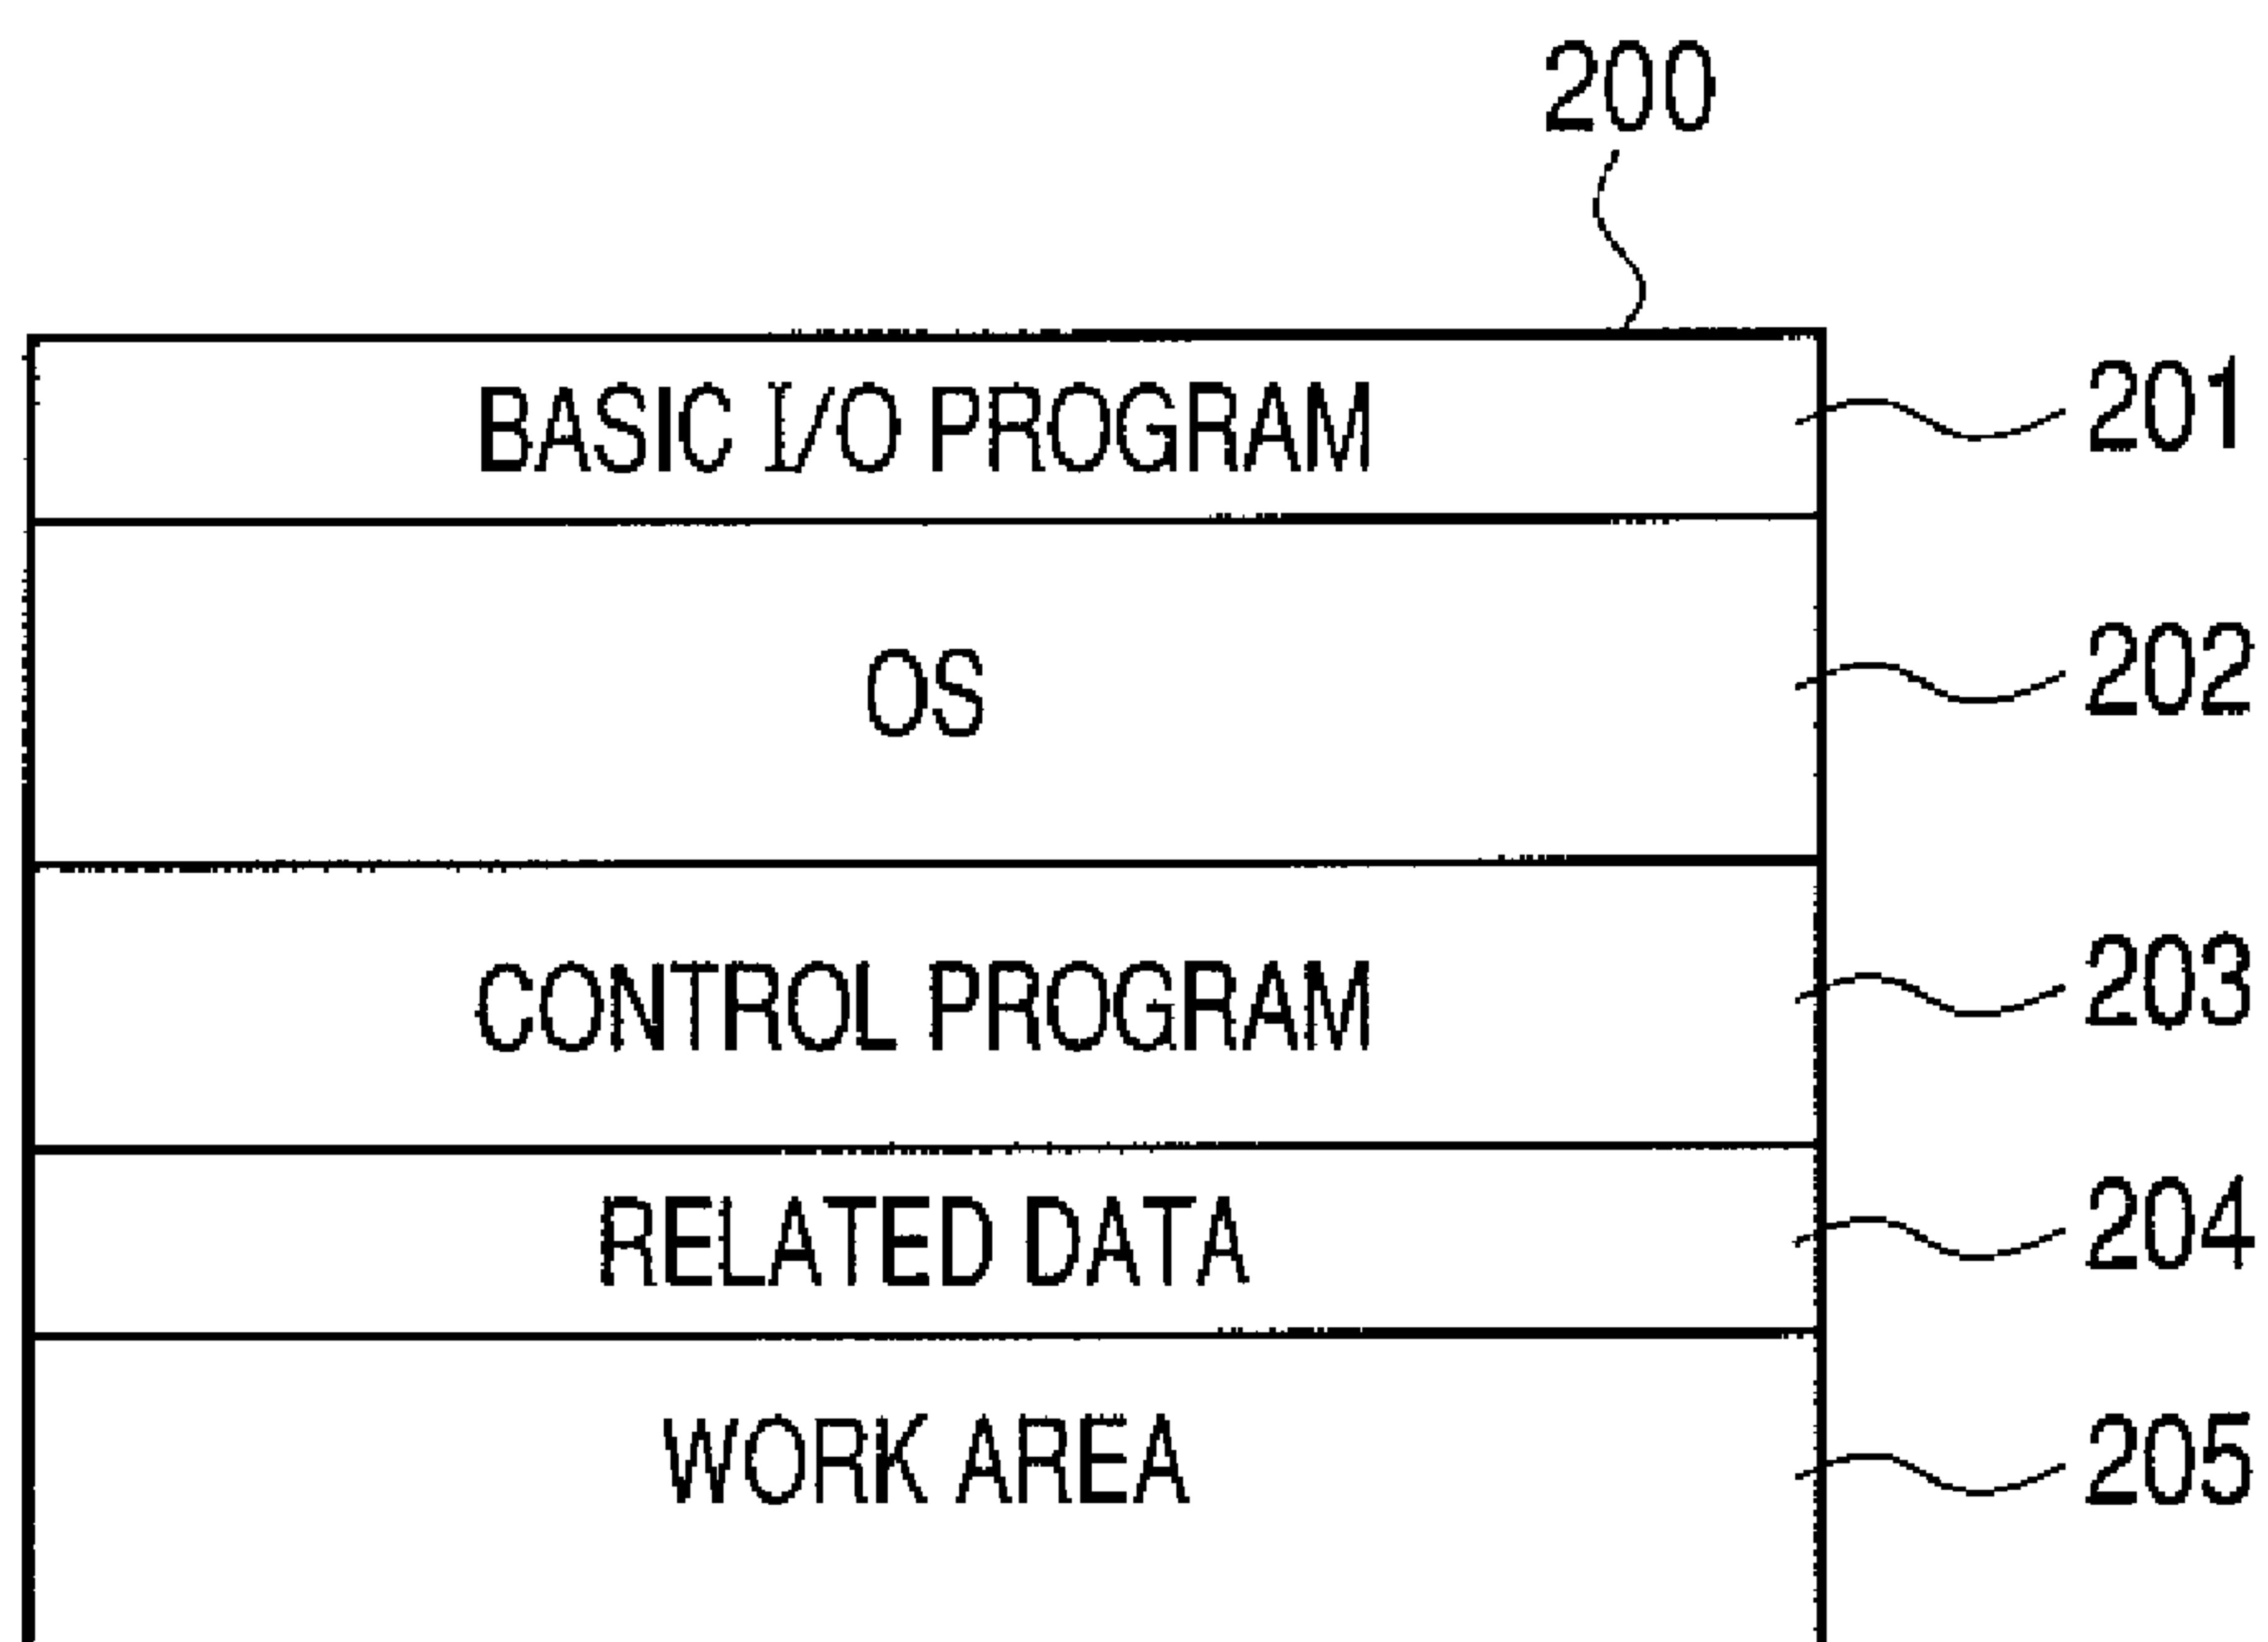 200
BASIC I/O PROGRAM 201
OS 202
CONTROL PROGRAM 203
RELATED DATA 204
WORK AREA 205